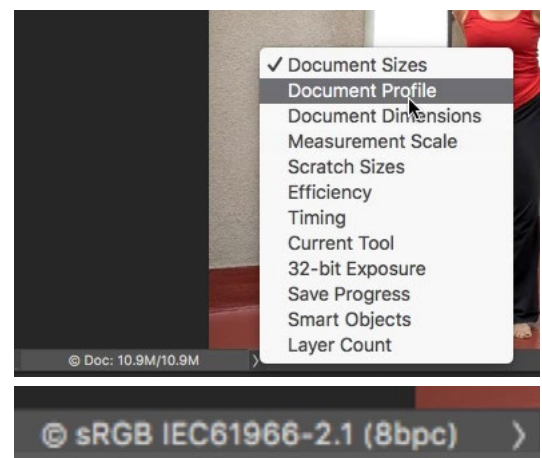 ✓ Document Sizes
Document Profile
Document Dimensions
Measurement Scale
Scratch Sizes
Efficiency
Timing
Current Tool
32-bit Exposure
Save Progress
Smart Objects
Layer Count
© Doc: 10.9M/10.9M
© sRGB IEC61966-2.1 (8bpc)